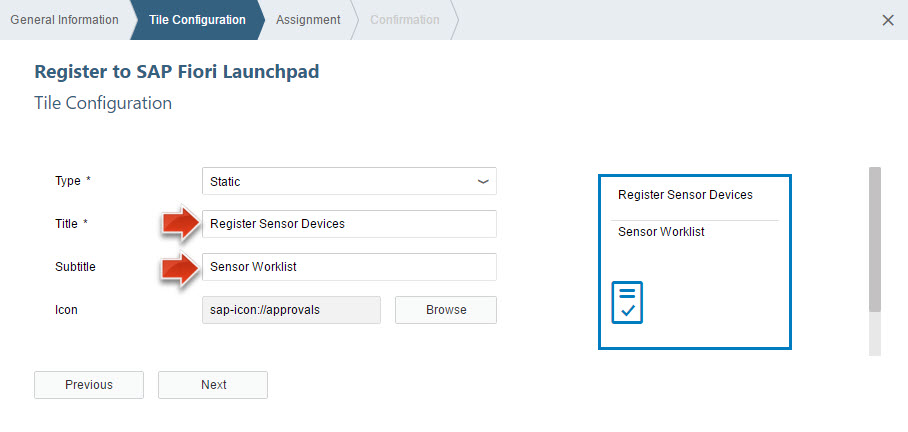 General Information Tile Configuration Assignment Confirmation
Register to SAP Fiori Launchpad
Tile Configuration
Type * Static
Title * Register Sensor Devices
Subtitle Sensor Worklist
Icon sap-icon://approvals Browse
Register Sensor Devices
Sensor Worklist
Previous Next